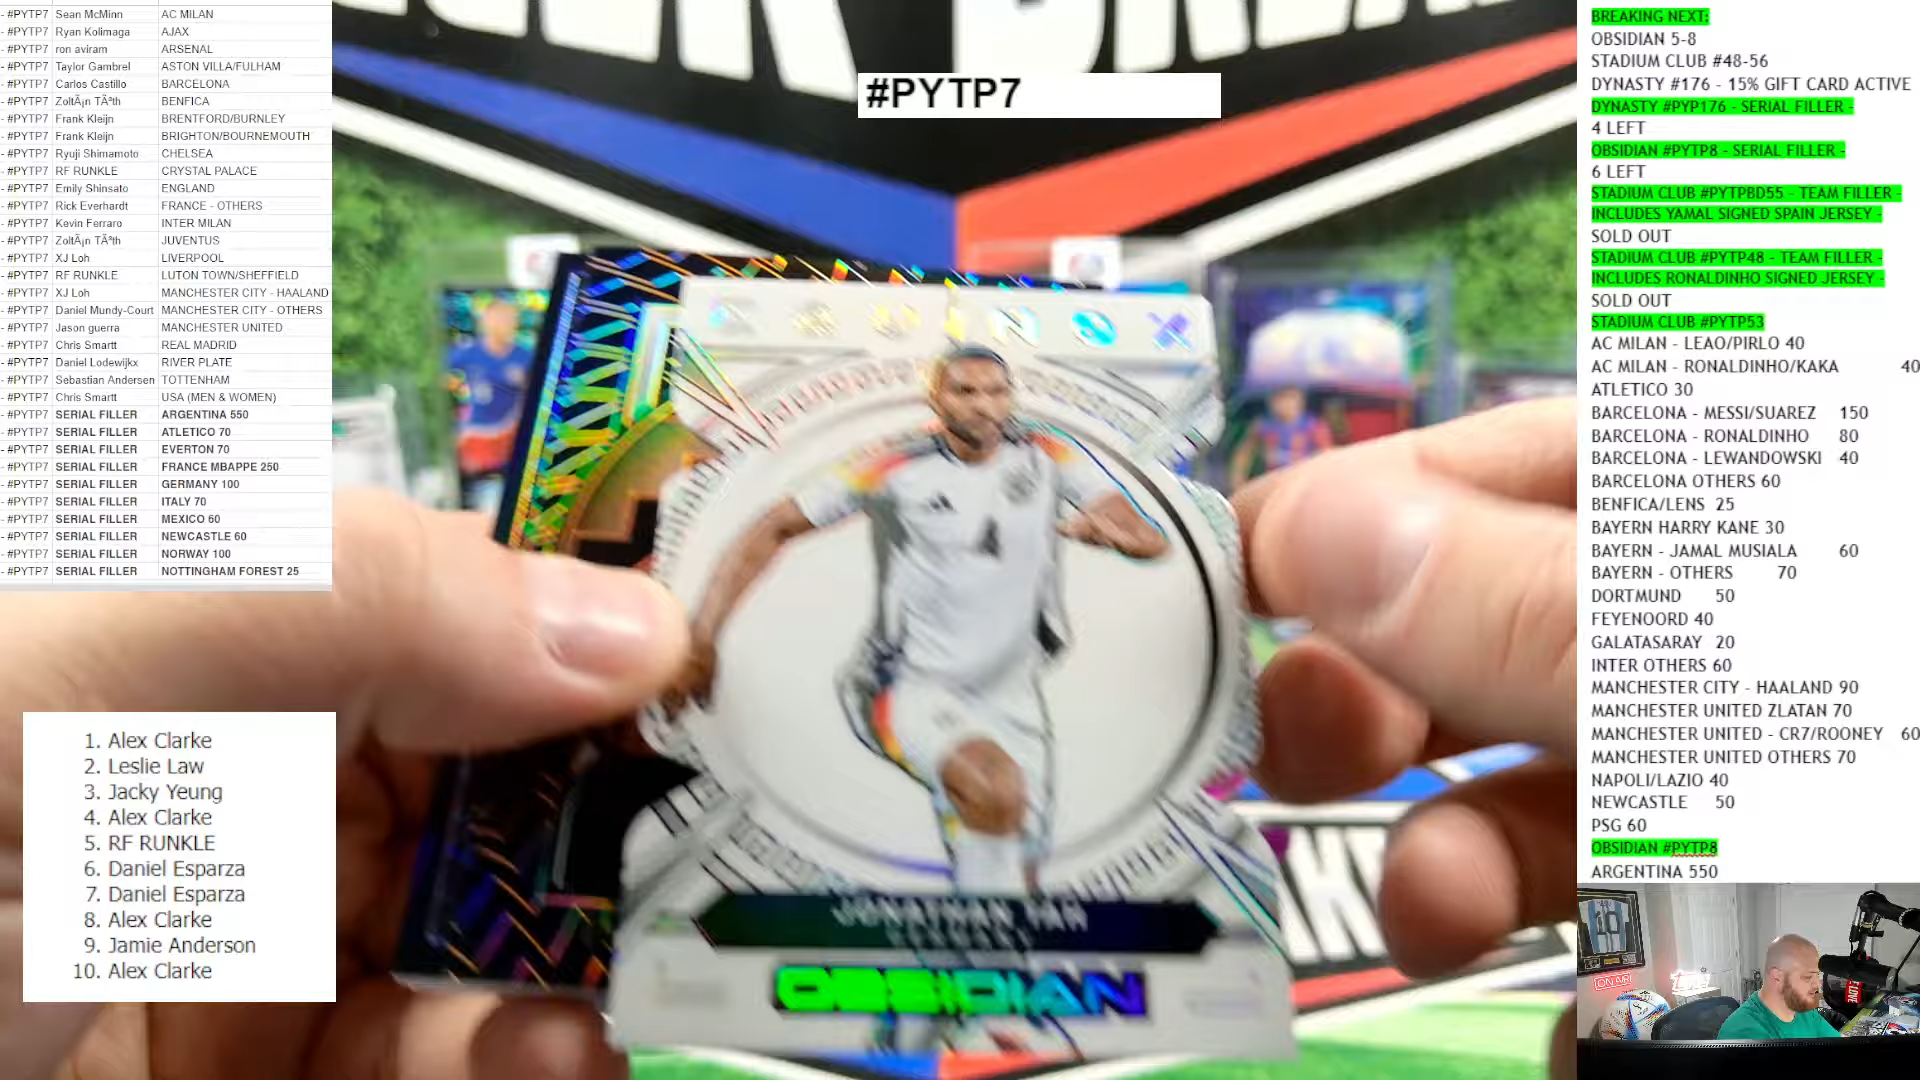 - #PYTP7 Sean McMinn AC MILAN
- #PYTP7 Ryan Kolimaga AJAX
- #PYTP7 ron aviram ARSENAL
- #PYTP7 Taylor Gambrel ASTON VILLA/FULHAM
- #PYTP7 Carlos Castillo BARCELONA
- #PYTP7 ZoltÃ¡n TÃ³th BENFICA
- #PYTP7 Frank Kleijn BRENTFORD/BURNLEY
- #PYTP7 Frank Kleijn BRIGHTON/BOURNEMOUTH
- #PYTP7 Ryuji Shimamoto CHELSEA
- #PYTP7 RF RUNKLE CRYSTAL PALACE
- #PYTP7 Emily Shinsato ENGLAND
- #PYTP7 Rick Everhardt FRANCE - OTHERS
- #PYTP7 Kevin Ferraro INTER MILAN
- #PYTP7 ZoltÃ¡n TÃ³th JUVENTUS
- #PYTP7 XJ Loh LIVERPOOL
- #PYTP7 RF RUNKLE LUTON TOWN/SHEFFIELD
- #PYTP7 XJ Loh MANCHESTER CITY - HAALAND
- #PYTP7 Daniel Mundy-Court MANCHESTER CITY - OTHERS
- #PYTP7 Jason guerra MANCHESTER UNITED
- #PYTP7 Chris Smartt REAL MADRID
- #PYTP7 Daniel Lodewijkx RIVER PLATE
- #PYTP7 Sebastian Andersen TOTTENHAM
- #PYTP7 Chris Smartt USA (MEN & WOMEN)
- #PYTP7 SERIAL FILLER ARGENTINA 550
- #PYTP7 SERIAL FILLER ATLETICO 70
- #PYTP7 SERIAL FILLER EVERTON 70
- #PYTP7 SERIAL FILLER FRANCE MBAPPE 250
- #PYTP7 SERIAL FILLER GERMANY 100
- #PYTP7 SERIAL FILLER ITALY 70
- #PYTP7 SERIAL FILLER MEXICO 60
- #PYTP7 SERIAL FILLER NEWCASTLE 60
- #PYTP7 SERIAL FILLER NORWAY 100
- #PYTP7 SERIAL FILLER NOTTINGHAM FOREST 25
1. Alex Clarke
2. Leslie Law
3. Jacky Yeung
4. Alex Clarke
5. RF RUNKLE
6. Daniel Esparza
7. Daniel Esparza
8. Alex Clarke
9. Jamie Anderson
10. Alex Clarke
#PYTP7
JONATHAN TAH
OBSIDIAN
BREAKING NEXT:
OBSIDIAN 5-8
STADIUM CLUB #48-56
DYNASTY #176 - 15% GIFT CARD ACTIVE
DYNASTY #PYP176 - SERIAL FILLER -
4 LEFT
OBSIDIAN #PYTP8 - SERIAL FILLER -
6 LEFT
STADIUM CLUB #PYTPBD55 - TEAM FILLER -
INCLUDES YAMAL SIGNED SPAIN JERSEY -
SOLD OUT
STADIUM CLUB #PYTP48 - TEAM FILLER -
INCLUDES RONALDINHO SIGNED JERSEY -
SOLD OUT
STADIUM CLUB #PYTP53
AC MILAN - LEAO/PIRLO 40
AC MILAN - RONALDINHO/KAKA 40
ATLETICO 30
BARCELONA - MESSI/SUAREZ 150
BARCELONA - RONALDINHO 80
BARCELONA - LEWANDOWSKI 40
BARCELONA OTHERS 60
BENFICA/LENS 25
BAYERN HARRY KANE 30
BAYERN - JAMAL MUSIALA 60
BAYERN - OTHERS 70
DORTMUND 50
FEYENOORD 40
GALATASARAY 20
INTER OTHERS 60
MANCHESTER CITY - HAALAND 90
MANCHESTER UNITED ZLATAN 70
MANCHESTER UNITED - CR7/ROONEY 60
MANCHESTER UNITED OTHERS 70
NAPOLI/LAZIO 40
NEWCASTLE 50
PSG 60
OBSIDIAN #PYTP8
ARGENTINA 550
10
ON AIR